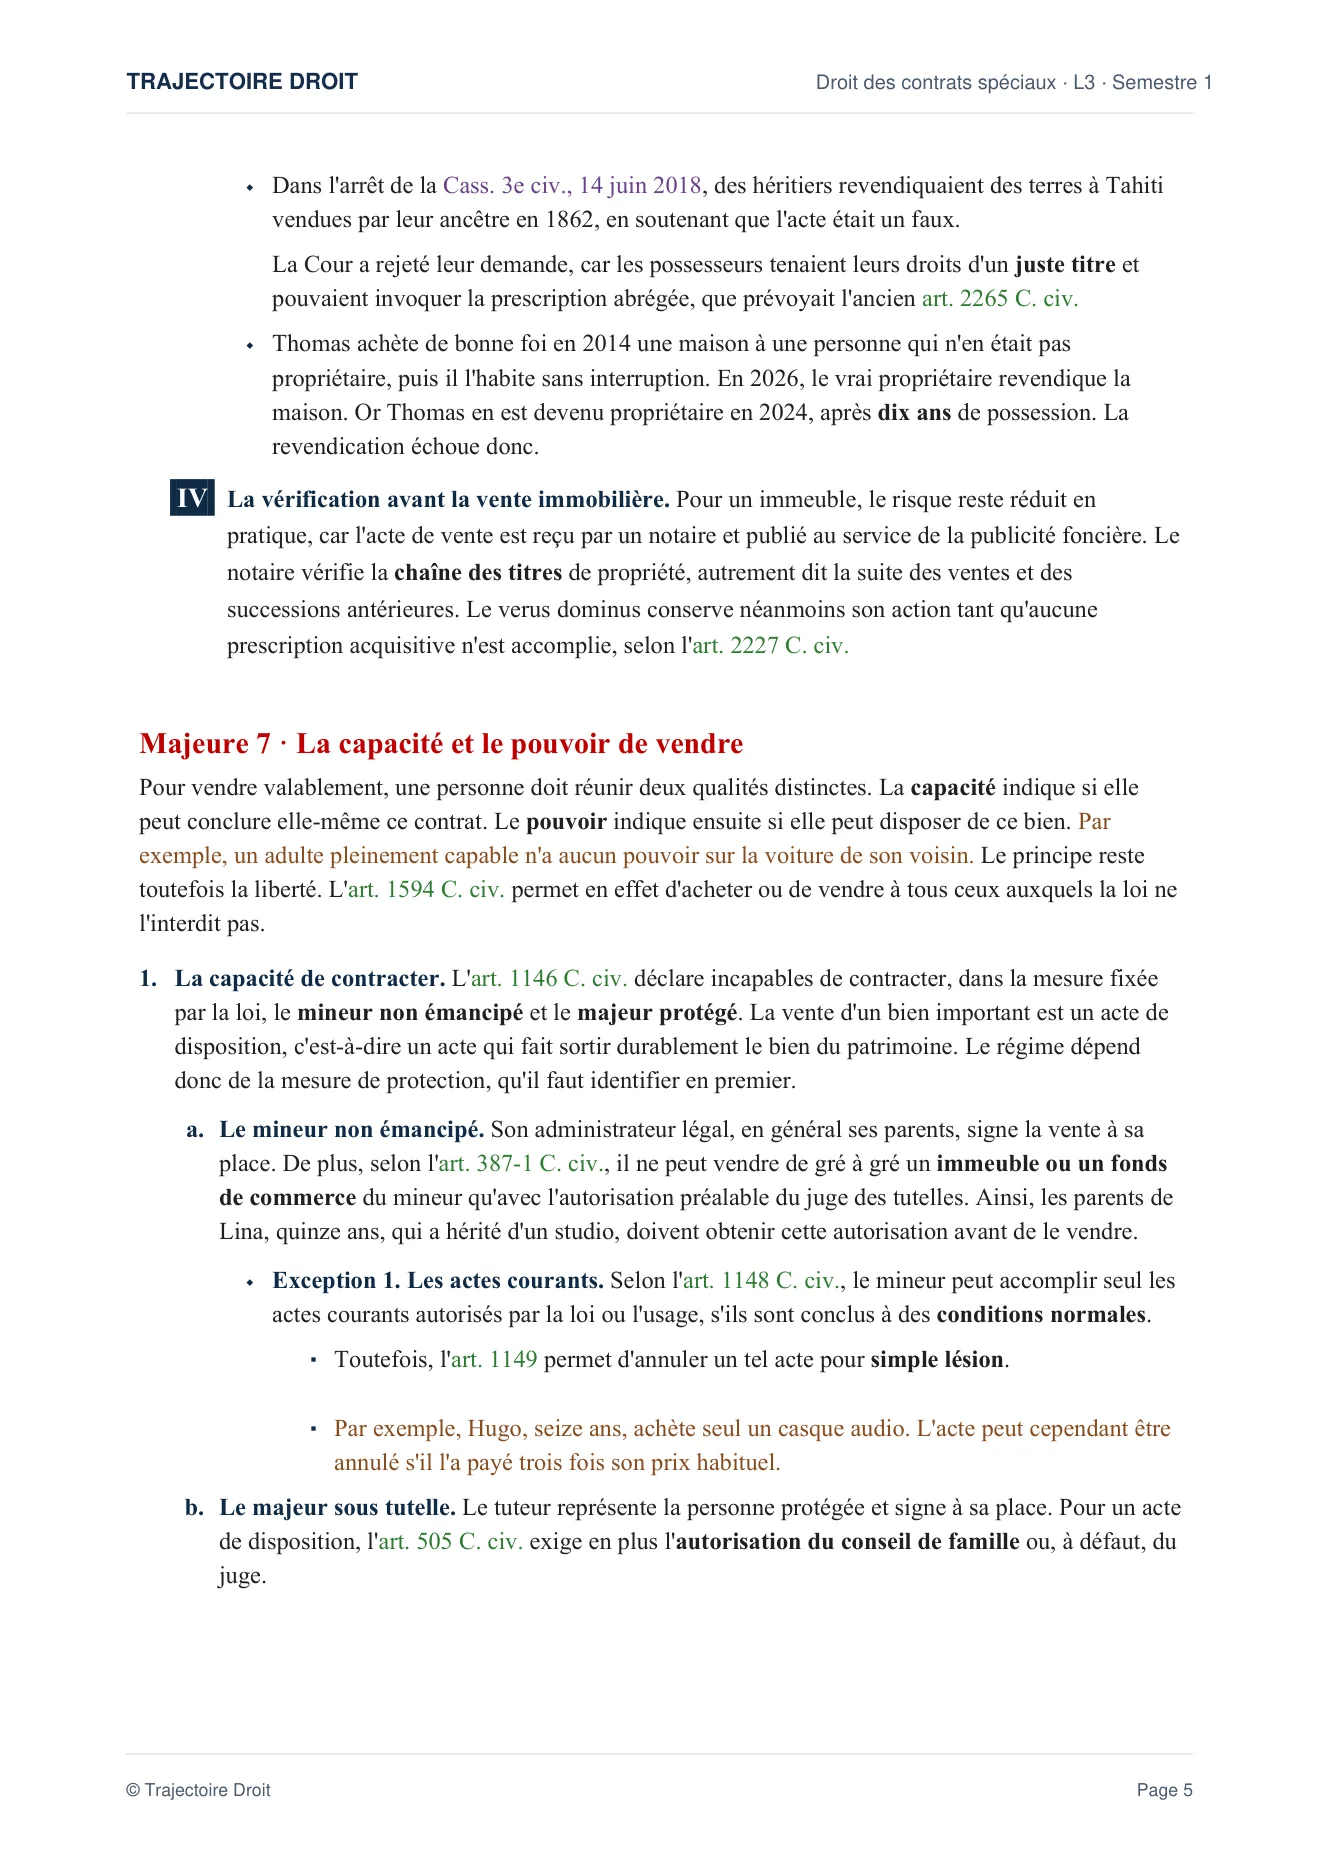 TRAJECTOIRE DROIT
Droit des contrats spéciaux · L3 · Semestre 1
⬩ Dans l'arrêt de la Cass. 3e civ., 14 juin 2018, des héritiers revendiquaient des terres à Tahiti
vendues par leur ancêtre en 1862, en soutenant que l'acte était un faux.
La Cour a rejeté leur demande, car les possesseurs tenaient leurs droits d'un juste titre et
pouvaient invoquer la prescription abrégée, que prévoyait l'ancien art. 2265 C. civ.
⬩ Thomas achète de bonne foi en 2014 une maison à une personne qui n'en était pas
propriétaire, puis il l'habite sans interruption. En 2026, le vrai propriétaire revendique la
maison. Or Thomas en est devenu propriétaire en 2024, après dix ans de possession. La
revendication échoue donc.
IV La vérification avant la vente immobilière. Pour un immeuble, le risque reste réduit en
pratique, car l'acte de vente est reçu par un notaire et publié au service de la publicité foncière. Le
notaire vérifie la chaîne des titres de propriété, autrement dit la suite des ventes et des
successions antérieures. Le verus dominus conserve néanmoins son action tant qu'aucune
prescription acquisitive n'est accomplie, selon l'art. 2227 C. civ.
Majeure 7 · La capacité et le pouvoir de vendre
Pour vendre valablement, une personne doit réunir deux qualités distinctes. La capacité indique si elle
peut conclure elle-même ce contrat. Le pouvoir indique ensuite si elle peut disposer de ce bien. Par
exemple, un adulte pleinement capable n'a aucun pouvoir sur la voiture de son voisin. Le principe reste
toutefois la liberté. L'art. 1594 C. civ. permet en effet d'acheter ou de vendre à tous ceux auxquels la loi ne
l'interdit pas.
1. La capacité de contracter. L'art. 1146 C. civ. déclare incapables de contracter, dans la mesure fixée
par la loi, le mineur non émancipé et le majeur protégé. La vente d'un bien important est un acte de
disposition, c'est-à-dire un acte qui fait sortir durablement le bien du patrimoine. Le régime dépend
donc de la mesure de protection, qu'il faut identifier en premier.
a. Le mineur non émancipé. Son administrateur légal, en général ses parents, signe la vente à sa
place. De plus, selon l'art. 387-1 C. civ., il ne peut vendre de gré à gré un immeuble ou un fonds
de commerce du mineur qu'avec l'autorisation préalable du juge des tutelles. Ainsi, les parents de
Lina, quinze ans, qui a hérité d'un studio, doivent obtenir cette autorisation avant de le vendre.
⬩ Exception 1. Les actes courants. Selon l'art. 1148 C. civ., le mineur peut accomplir seul les
actes courants autorisés par la loi ou l'usage, s'ils sont conclus à des conditions normales.
▪ Toutefois, l'art. 1149 permet d'annuler un tel acte pour simple lésion.
▪ Par exemple, Hugo, seize ans, achète seul un casque audio. L'acte peut cependant être
annulé s'il l'a payé trois fois son prix habituel.
b. Le majeur sous tutelle. Le tuteur représente la personne protégée et signe à sa place. Pour un acte
de disposition, l'art. 505 C. civ. exige en plus l'autorisation du conseil de famille ou, à défaut, du
juge.
© Trajectoire Droit
Page 5